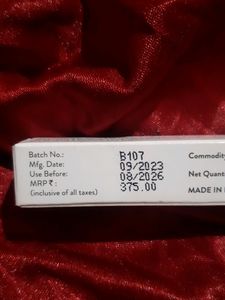 Batch No.: B107
Mfg. Date: 09/2023
Use Before: 08/2026
MRP ₹ : 375.00
(inclusive of all taxes)
Commodity
Net Quant
MADE IN